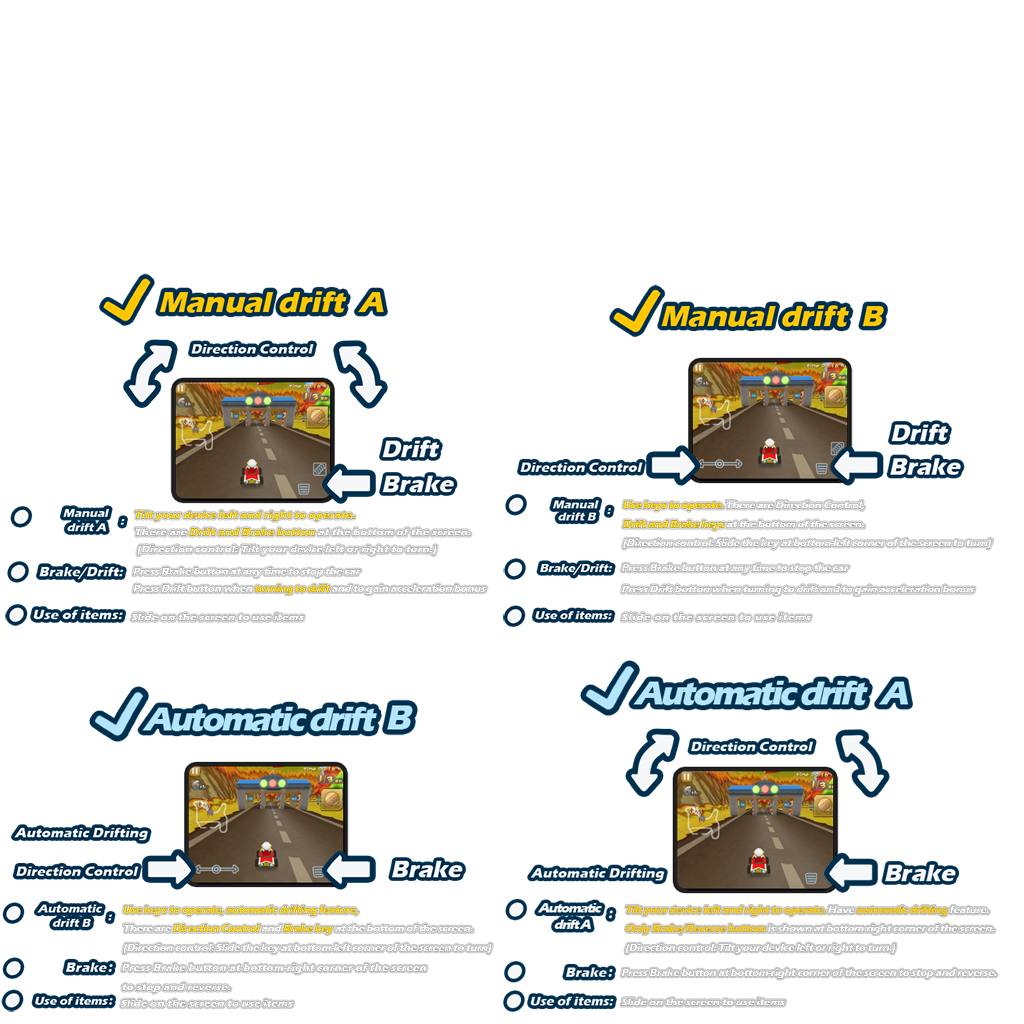 Manual drift A
Direction Control
Drift
Brake
Manual drift A :
Tilt your device left and right to operate.
There are Drift and Brake button at the bottom of the screen.
(Direction control: Tilt your device left or right to turn.)
Brake/Drift:
Press Brake button at any time to stop the car
Press Drift button when turning to drift and to gain acceleration bonus
Use of items:
Slide on the screen to use items
Manual drift B
Drift
Direction Control
Brake
Manual drift B :
Use keys to operate. There are Direction Control,
Drift and Brake keys at the bottom of the screen.
(Direction control: Slide the key at bottom-left corner of the screen to turn)
Brake/Drift:
Press Brake button at any time to stop the car
Press Drift button when turning to drift and to gain acceleration bonus
Use of items:
Slide on the screen to use items
Automatic drift B
Automatic Drifting
Direction Control
Brake
Automatic drift B :
Use keys to operate, automatic drifting feature,
There are Direction Control and Brake key at the bottom of the screen.
(Direction control: Slide the key at bottom-left corner of the screen to turn)
Brake:
Press Brake button at bottom-right corner of the screen
to stop and reverse.
Use of items:
Slide on the screen to use items
Automatic drift A
Direction Control
Automatic Drifting
Brake
Automatic drift A :
Tilt your device left and right to operate. Have automatic drifting feature.
Only Brake/Reverse buttom is shown at bottom right corner of the screen.
(Direction control: Tilt your device left or right to turn.)
Brake:
Press Brake button at bottom-right corner of the screen to stop and reverse.
Use of items:
Slide on the screen to use items